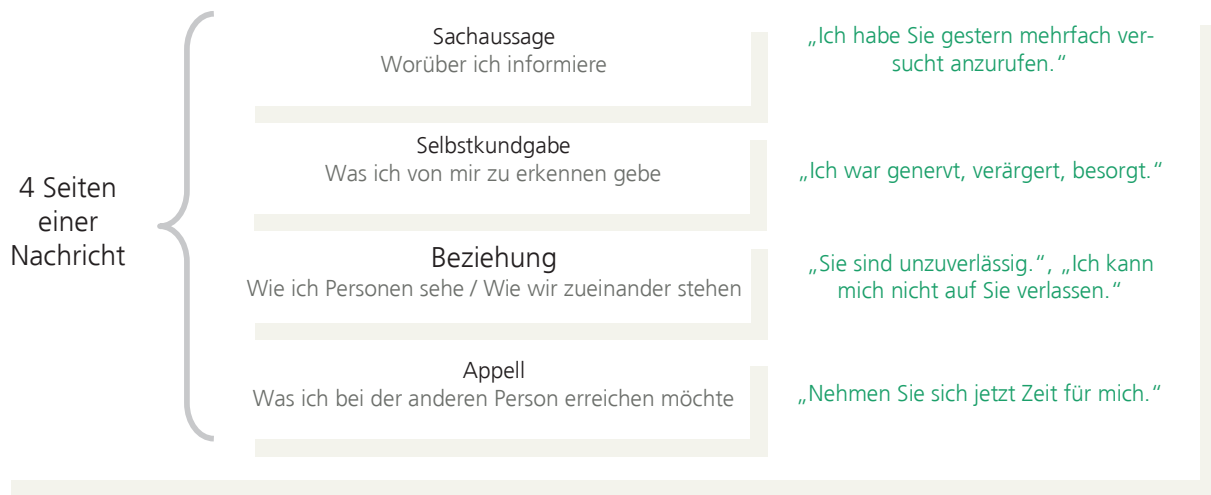 4 Seiten
einer
Nachricht
Sachaussage
Worüber ich informiere
„Ich habe Sie gestern mehrfach ver-
sucht anzurufen.“
Selbstkundgabe
Was ich von mir zu erkennen gebe
„Ich war genervt, verärgert, besorgt.“
Beziehung
Wie ich Personen sehe / Wie wir zueinander stehen
„Sie sind unzuverlässig.“, „Ich kann
mich nicht auf Sie verlassen.“
Appell
Was ich bei der anderen Person erreichen möchte
„Nehmen Sie sich jetzt Zeit für mich.“